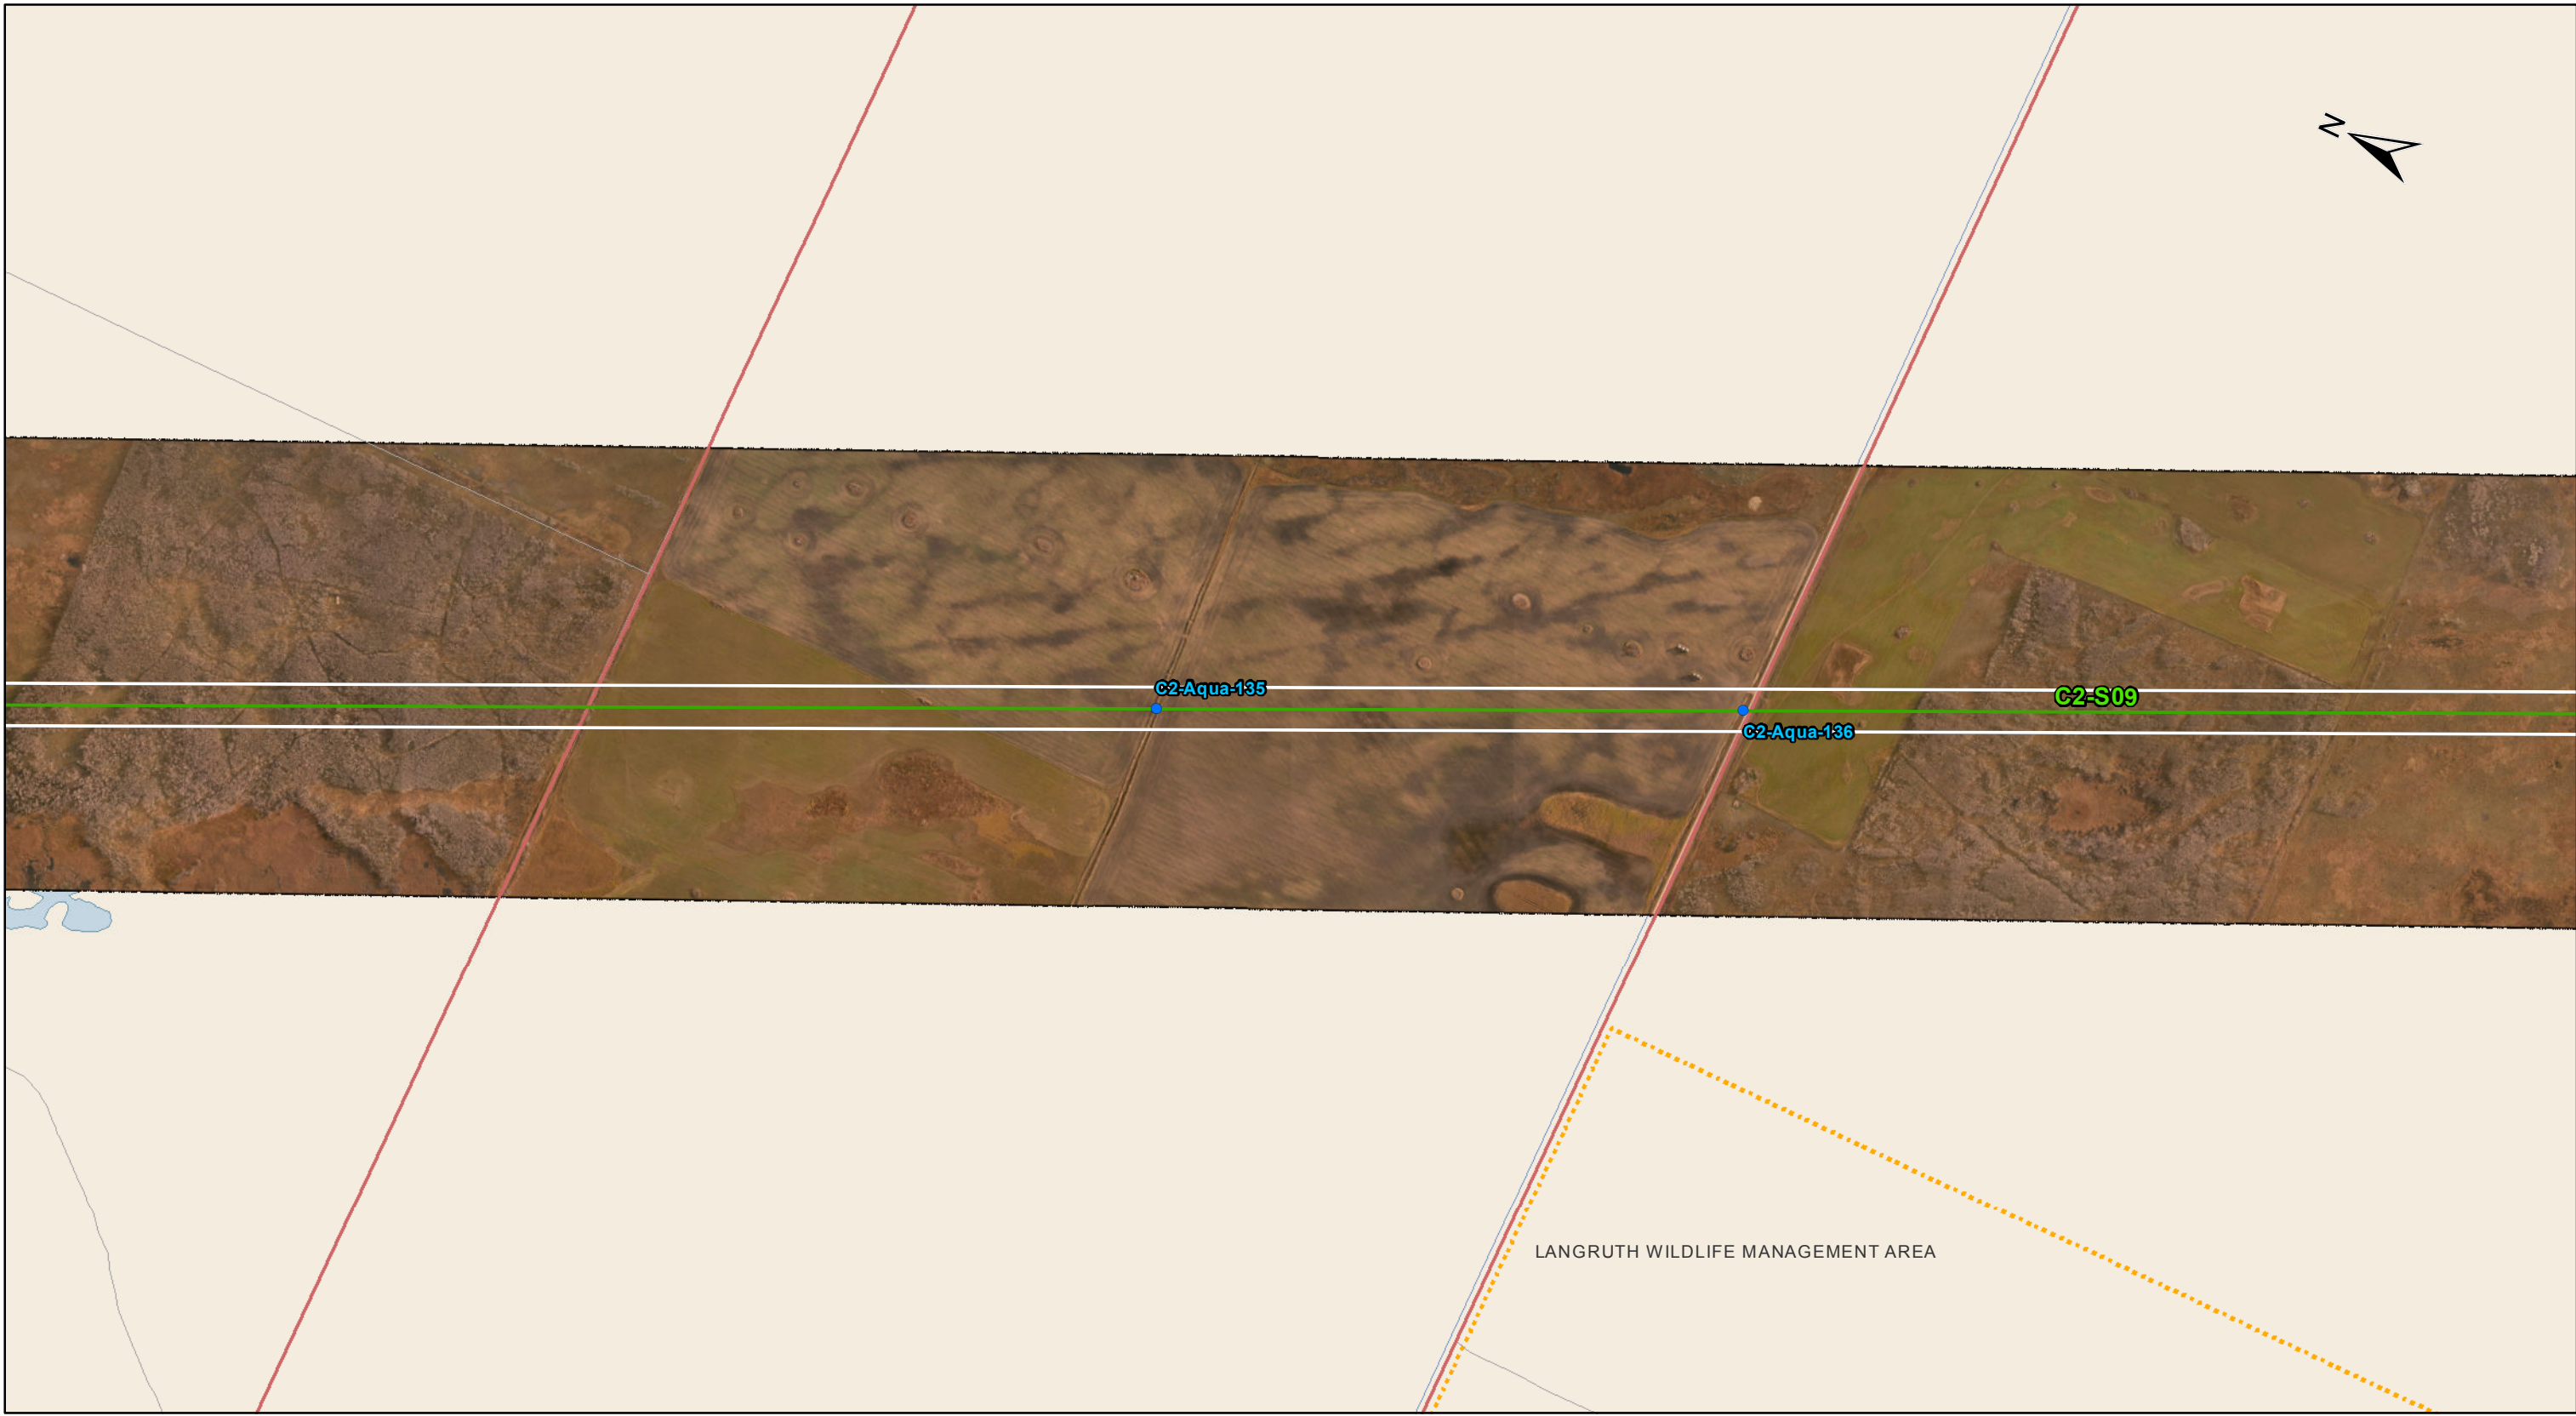 N
C2-Aqua-135
C2-S09
C2-Aqua-136
LANGRUTH WILDLIFE MANAGEMENT AREA